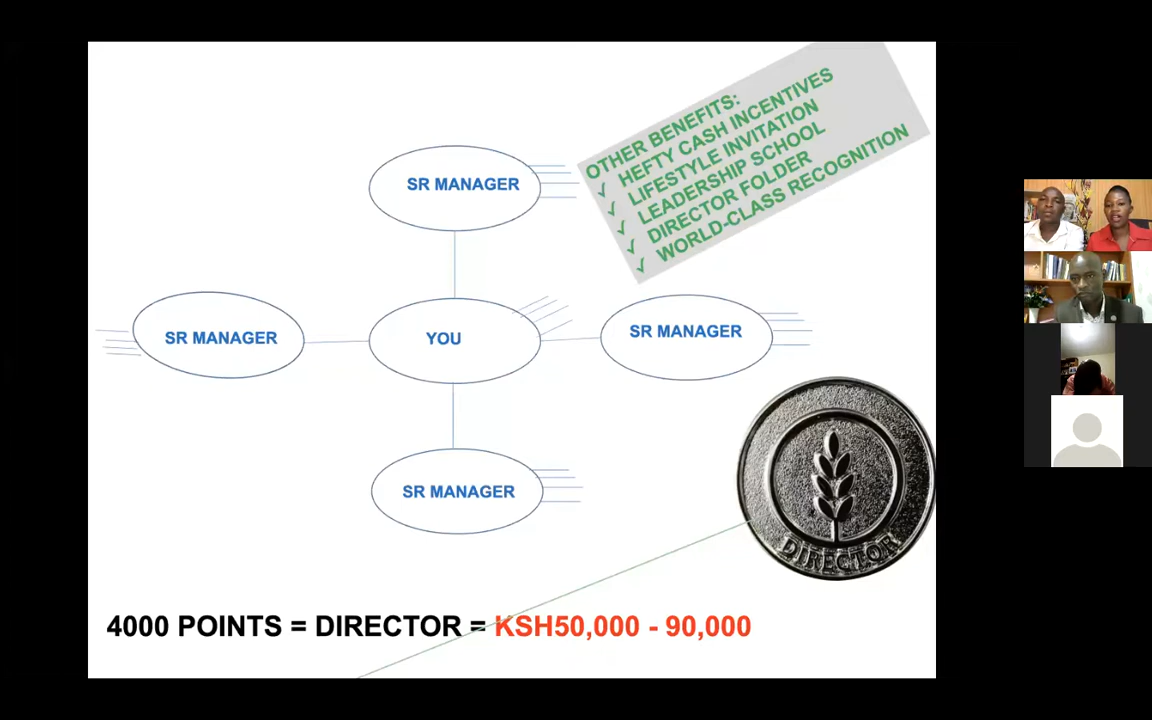 OTHER BENEFITS:
✓ HEFTY CASH INCENTIVES
✓ LIFESTYLE INVITATION
✓ LEADERSHIP SCHOOL
✓ DIRECTOR FOLDER
✓ WORLD-CLASS RECOGNITION
SR MANAGER
SR MANAGER
YOU
SR MANAGER
SR MANAGER
DIRECTOR
4000 POINTS = DIRECTOR = KSH50,000 - 90,000